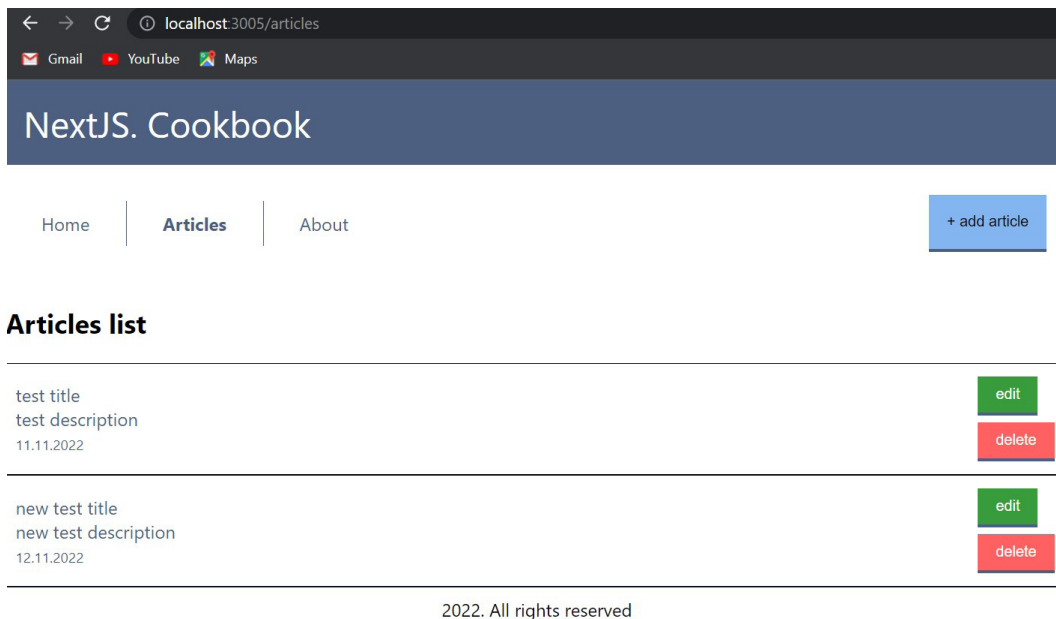 localhost:3005/articles
Gmail YouTube Maps
NextJS. Cookbook
Home Articles About + add article
Articles list
test title
edit
test description
delete
11.11.2022
new test title
edit
new test description
delete
12.11.2022
2022. All rights reserved